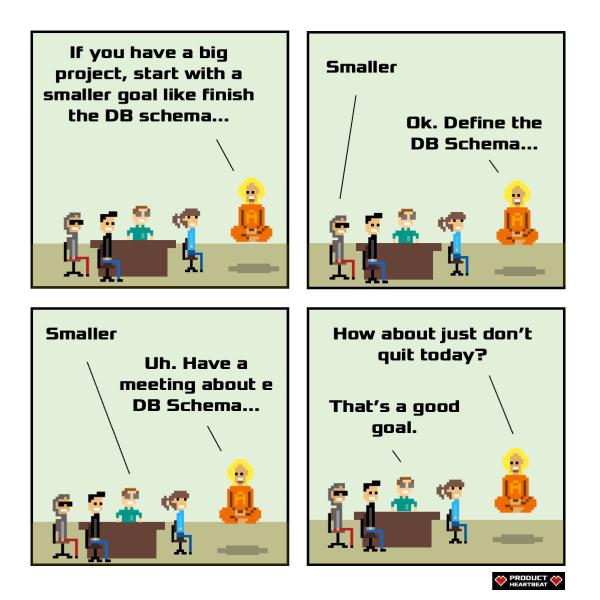 If you have a big
project, start with a
smaller goal like finish
the DB schema...
Smaller
Ok. Define the
DB Schema...
Smaller
Uh. Have a
meeting about e
DB Schema...
How about just don't
quit today?
That's a good
goal.
PRODUCT
HEARTBEAT